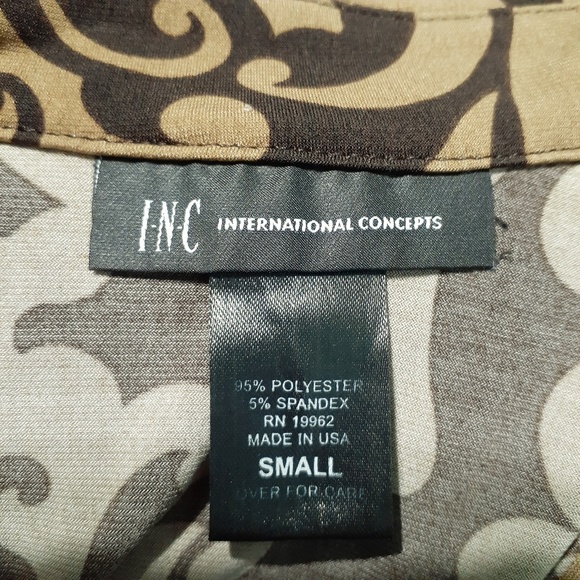 I·N·C INTERNATIONAL CONCEPTS
95% POLYESTER
5% SPANDEX
RN 19962
MADE IN USA
SMALL
OVER FOR CARE